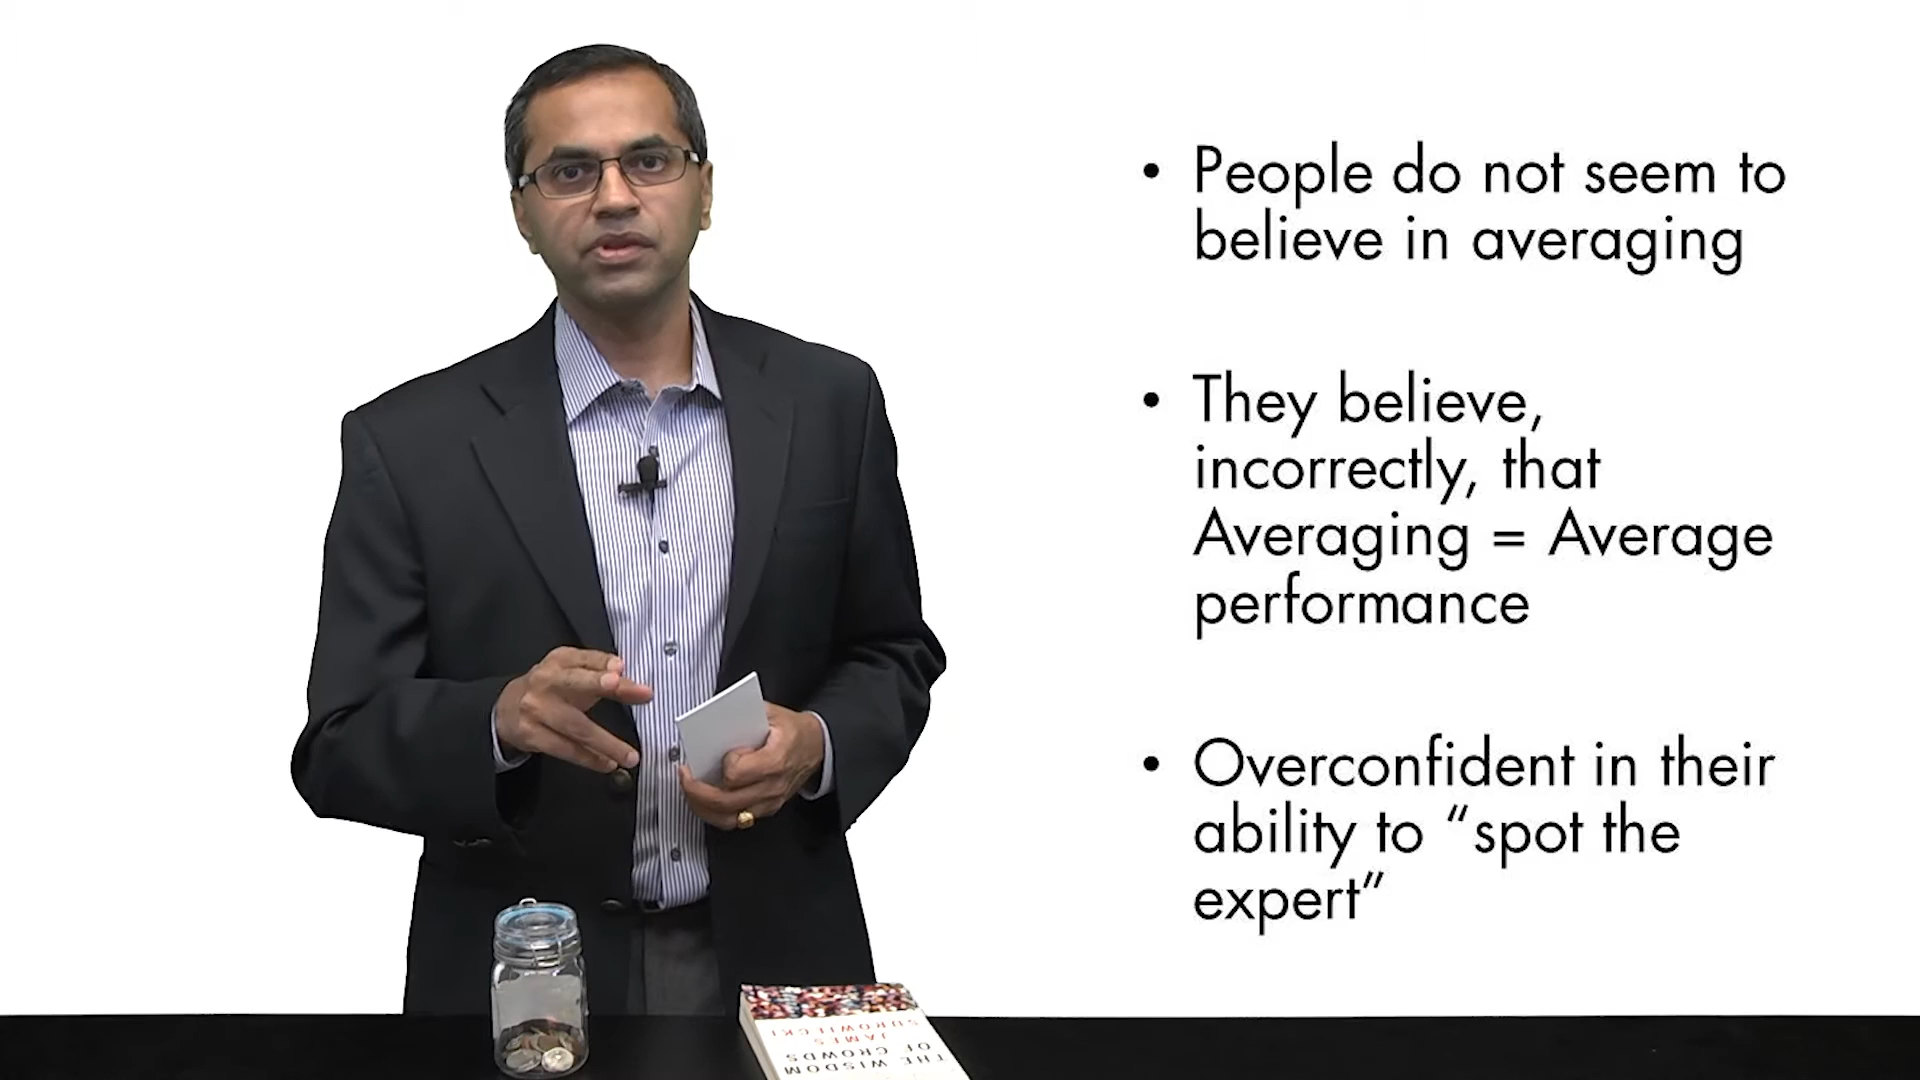 • People do not seem to
believe in averaging
• They believe,
incorrectly, that
Averaging = Average
performance
• Overconfident in their
ability to “spot the
expert”
THE WISDOM
OF CROWDS
JAMES
SUROWIECKI